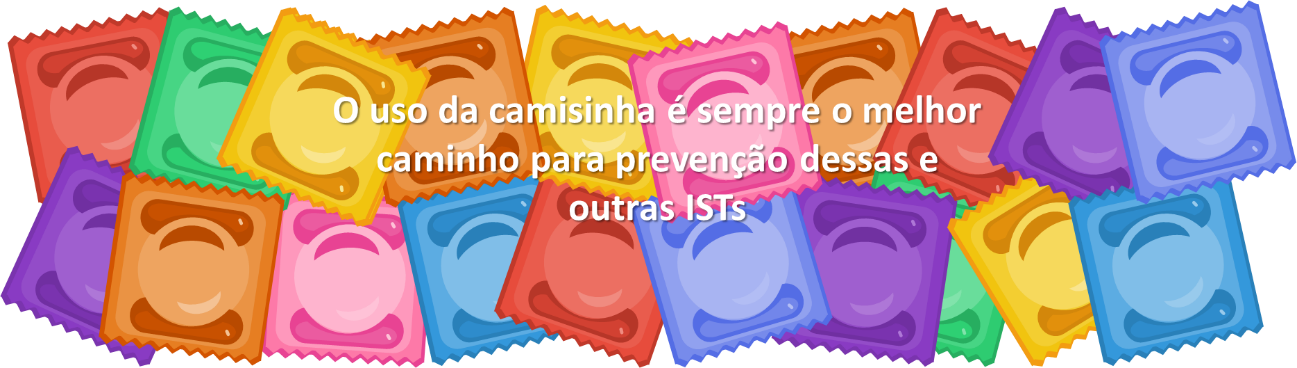 O uso da camisinha é sempre o melhor
caminho para prevenção dessas e
outras ISTs